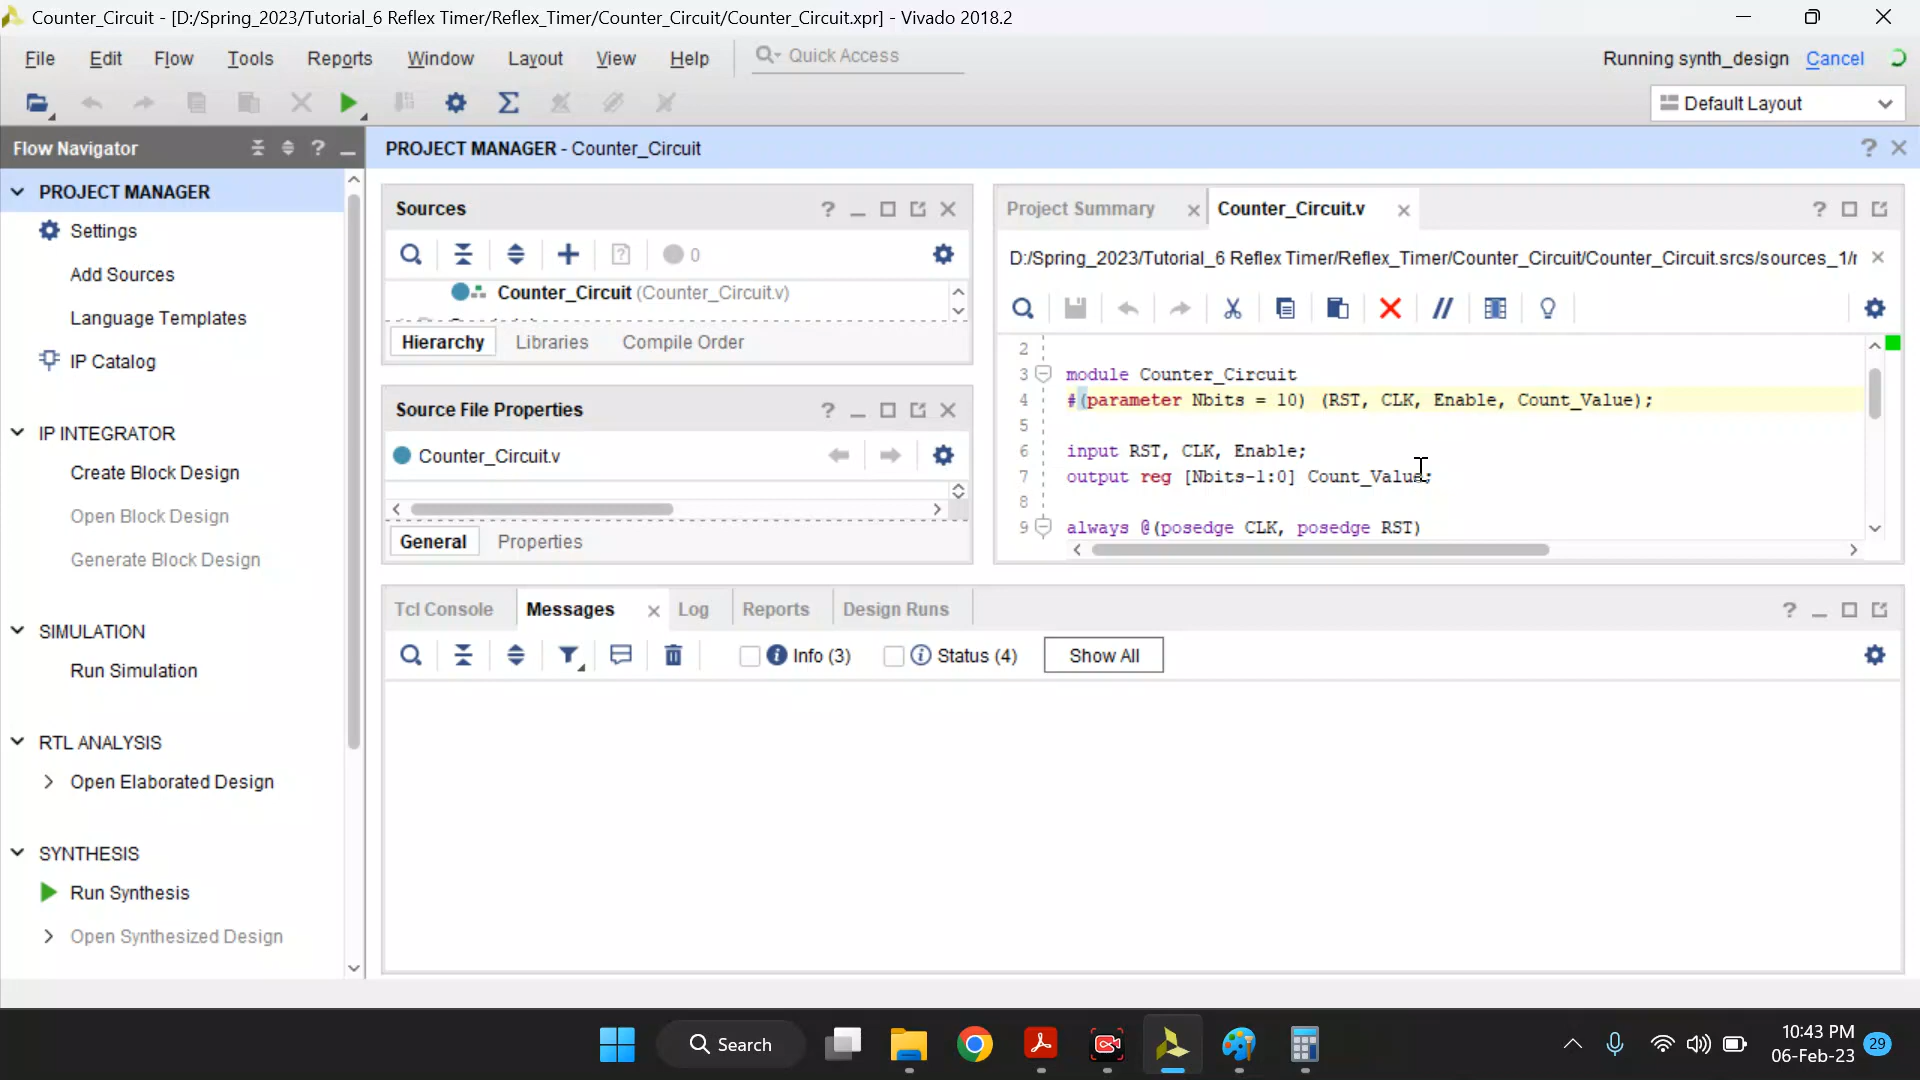 Counter_Circuit - [D:/Spring_2023/Tutorial_6 Reflex Timer/Reflex_Timer/Counter_Circuit/Counter_Circuit.xpr] - Vivado 2018.2
File Edit Flow Tools Reports Window Layout View Help Quick Access Running synth_design Cancel
Default Layout
Flow Navigator
PROJECT MANAGER
Settings
Add Sources
Language Templates
IP Catalog
IP INTEGRATOR
Create Block Design
Open Block Design
Generate Block Design
SIMULATION
Run Simulation
RTL ANALYSIS
Open Elaborated Design
SYNTHESIS
Run Synthesis
Open Synthesized Design
PROJECT MANAGER - Counter_Circuit
Sources
0
Counter_Circuit (Counter_Circuit.v)
Hierarchy Libraries Compile Order
Source File Properties
Counter_Circuit.v
General Properties
Project Summary Counter_Circuit.v
D:/Spring_2023/Tutorial_6 Reflex Timer/Reflex_Timer/Counter_Circuit/Counter_Circuit.srcs/sources_1/
2
3 module Counter_Circuit
4 #(parameter Nbits = 10) (RST, CLK, Enable, Count_Value);
5
6 input RST, CLK, Enable;
7 output reg [Nbits-1:0] Count_Value;
8
9 always @(posedge CLK, posedge RST)
Tcl Console Messages Log Reports Design Runs
Info (3) Status (4) Show All
Search
10:43 PM
06-Feb-23
29